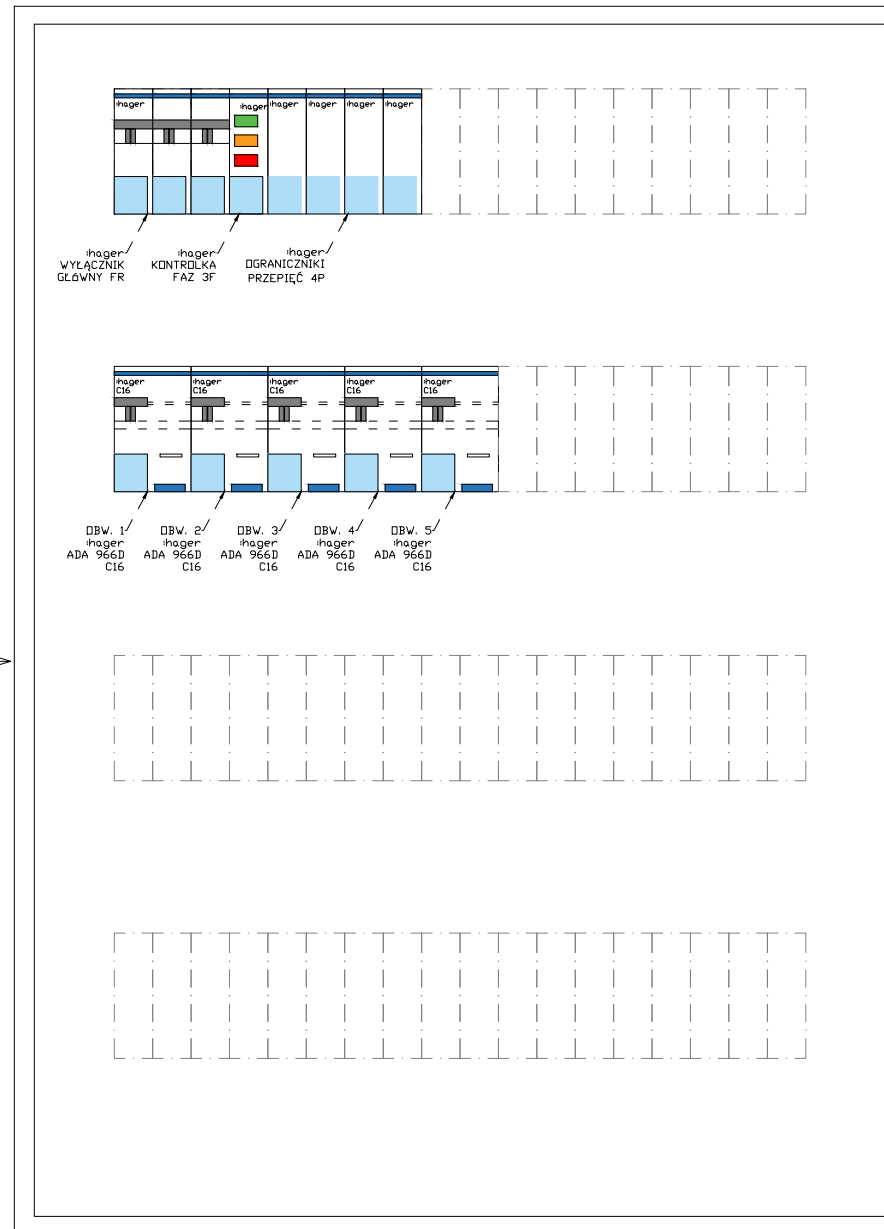 :hager :hager :hager :hager :hager :hager
:hager
WYŁĄCZNIK
GŁÓWNY FR
:hager
KONTROLKA
FAZ 3F
:hager
OGRANICZNIKI
PRZEPIĘĆ 4P
:hager :hager :hager :hager :hager
C16 C16 C16 C16 C16
OBW. 1
:hager
ADA 966D
C16
OBW. 2
:hager
ADA 966D
C16
OBW. 3
:hager
ADA 966D
C16
OBW. 4
:hager
ADA 966D
C16
OBW. 5
:hager
ADA 966D
C16